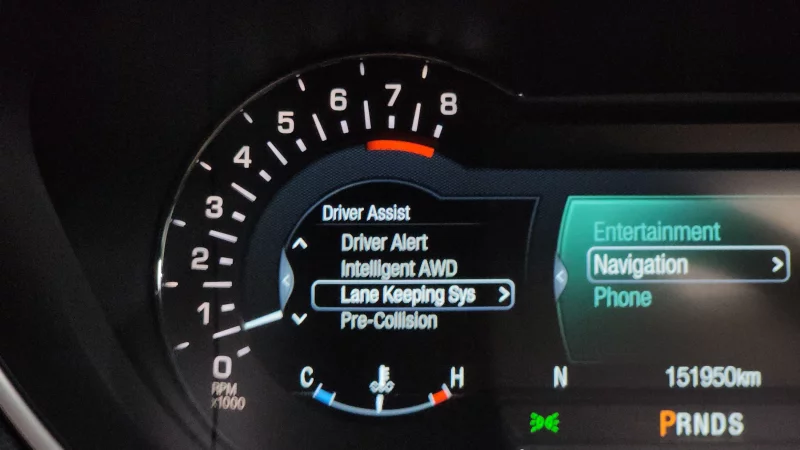 8
7
6
5
4
3
2
1
0
RPM
x1000
Driver Assist
Driver Alert
Intelligent AWD
Lane Keeping Sys >
Pre-Collision
C H
Entertainment
Navigation >
Phone
N 151950km
PRNDS